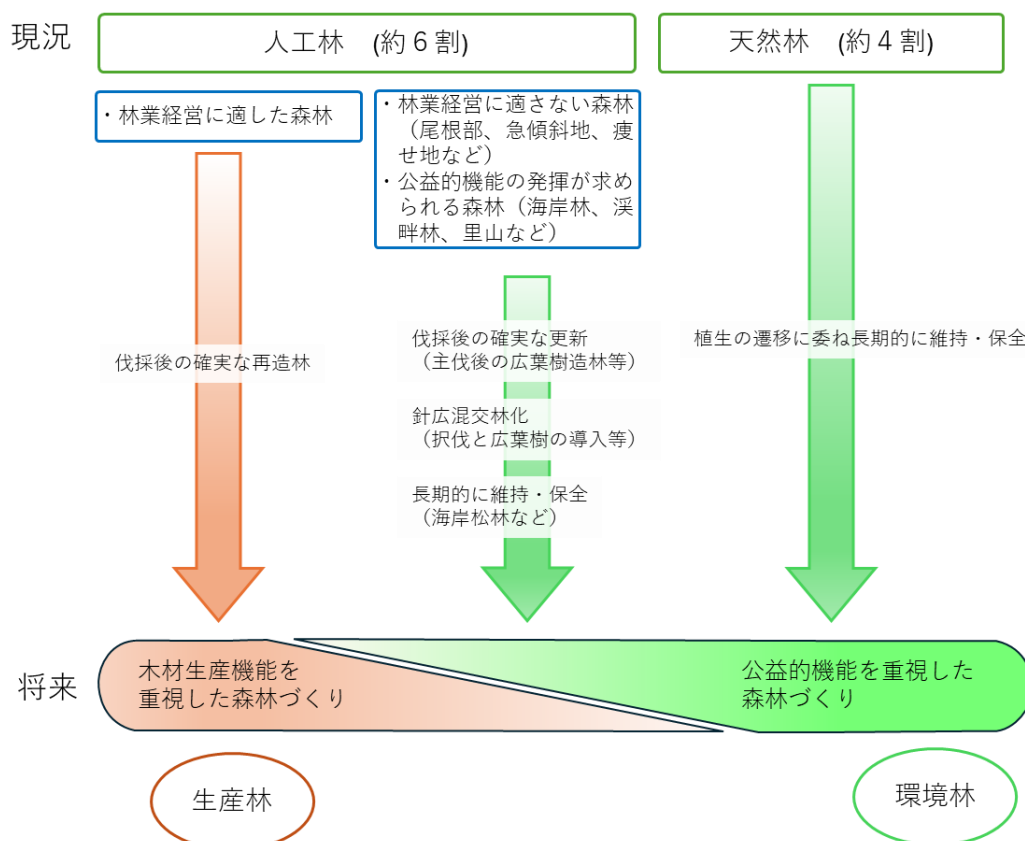 現況
人工林　(約６割)
天然林　(約４割)
・林業経営に適した森林
・林業経営に適さない森林
（尾根部、急傾斜地、痩
せ地など）
・公益的機能の発揮が求め
られる森林（海岸林、渓
畔林、里山など）
伐採後の確実な再造林
伐採後の確実な更新
（主伐後の広葉樹造林等）
針広混交林化
（択伐と広葉樹の導入等）
長期的に維持・保全
（海岸松林など）
植生の遷移に委ね長期的に維持・保全
将来
木材生産機能を
重視した森林づくり
公益的機能を重視した
森林づくり
生産林
環境林